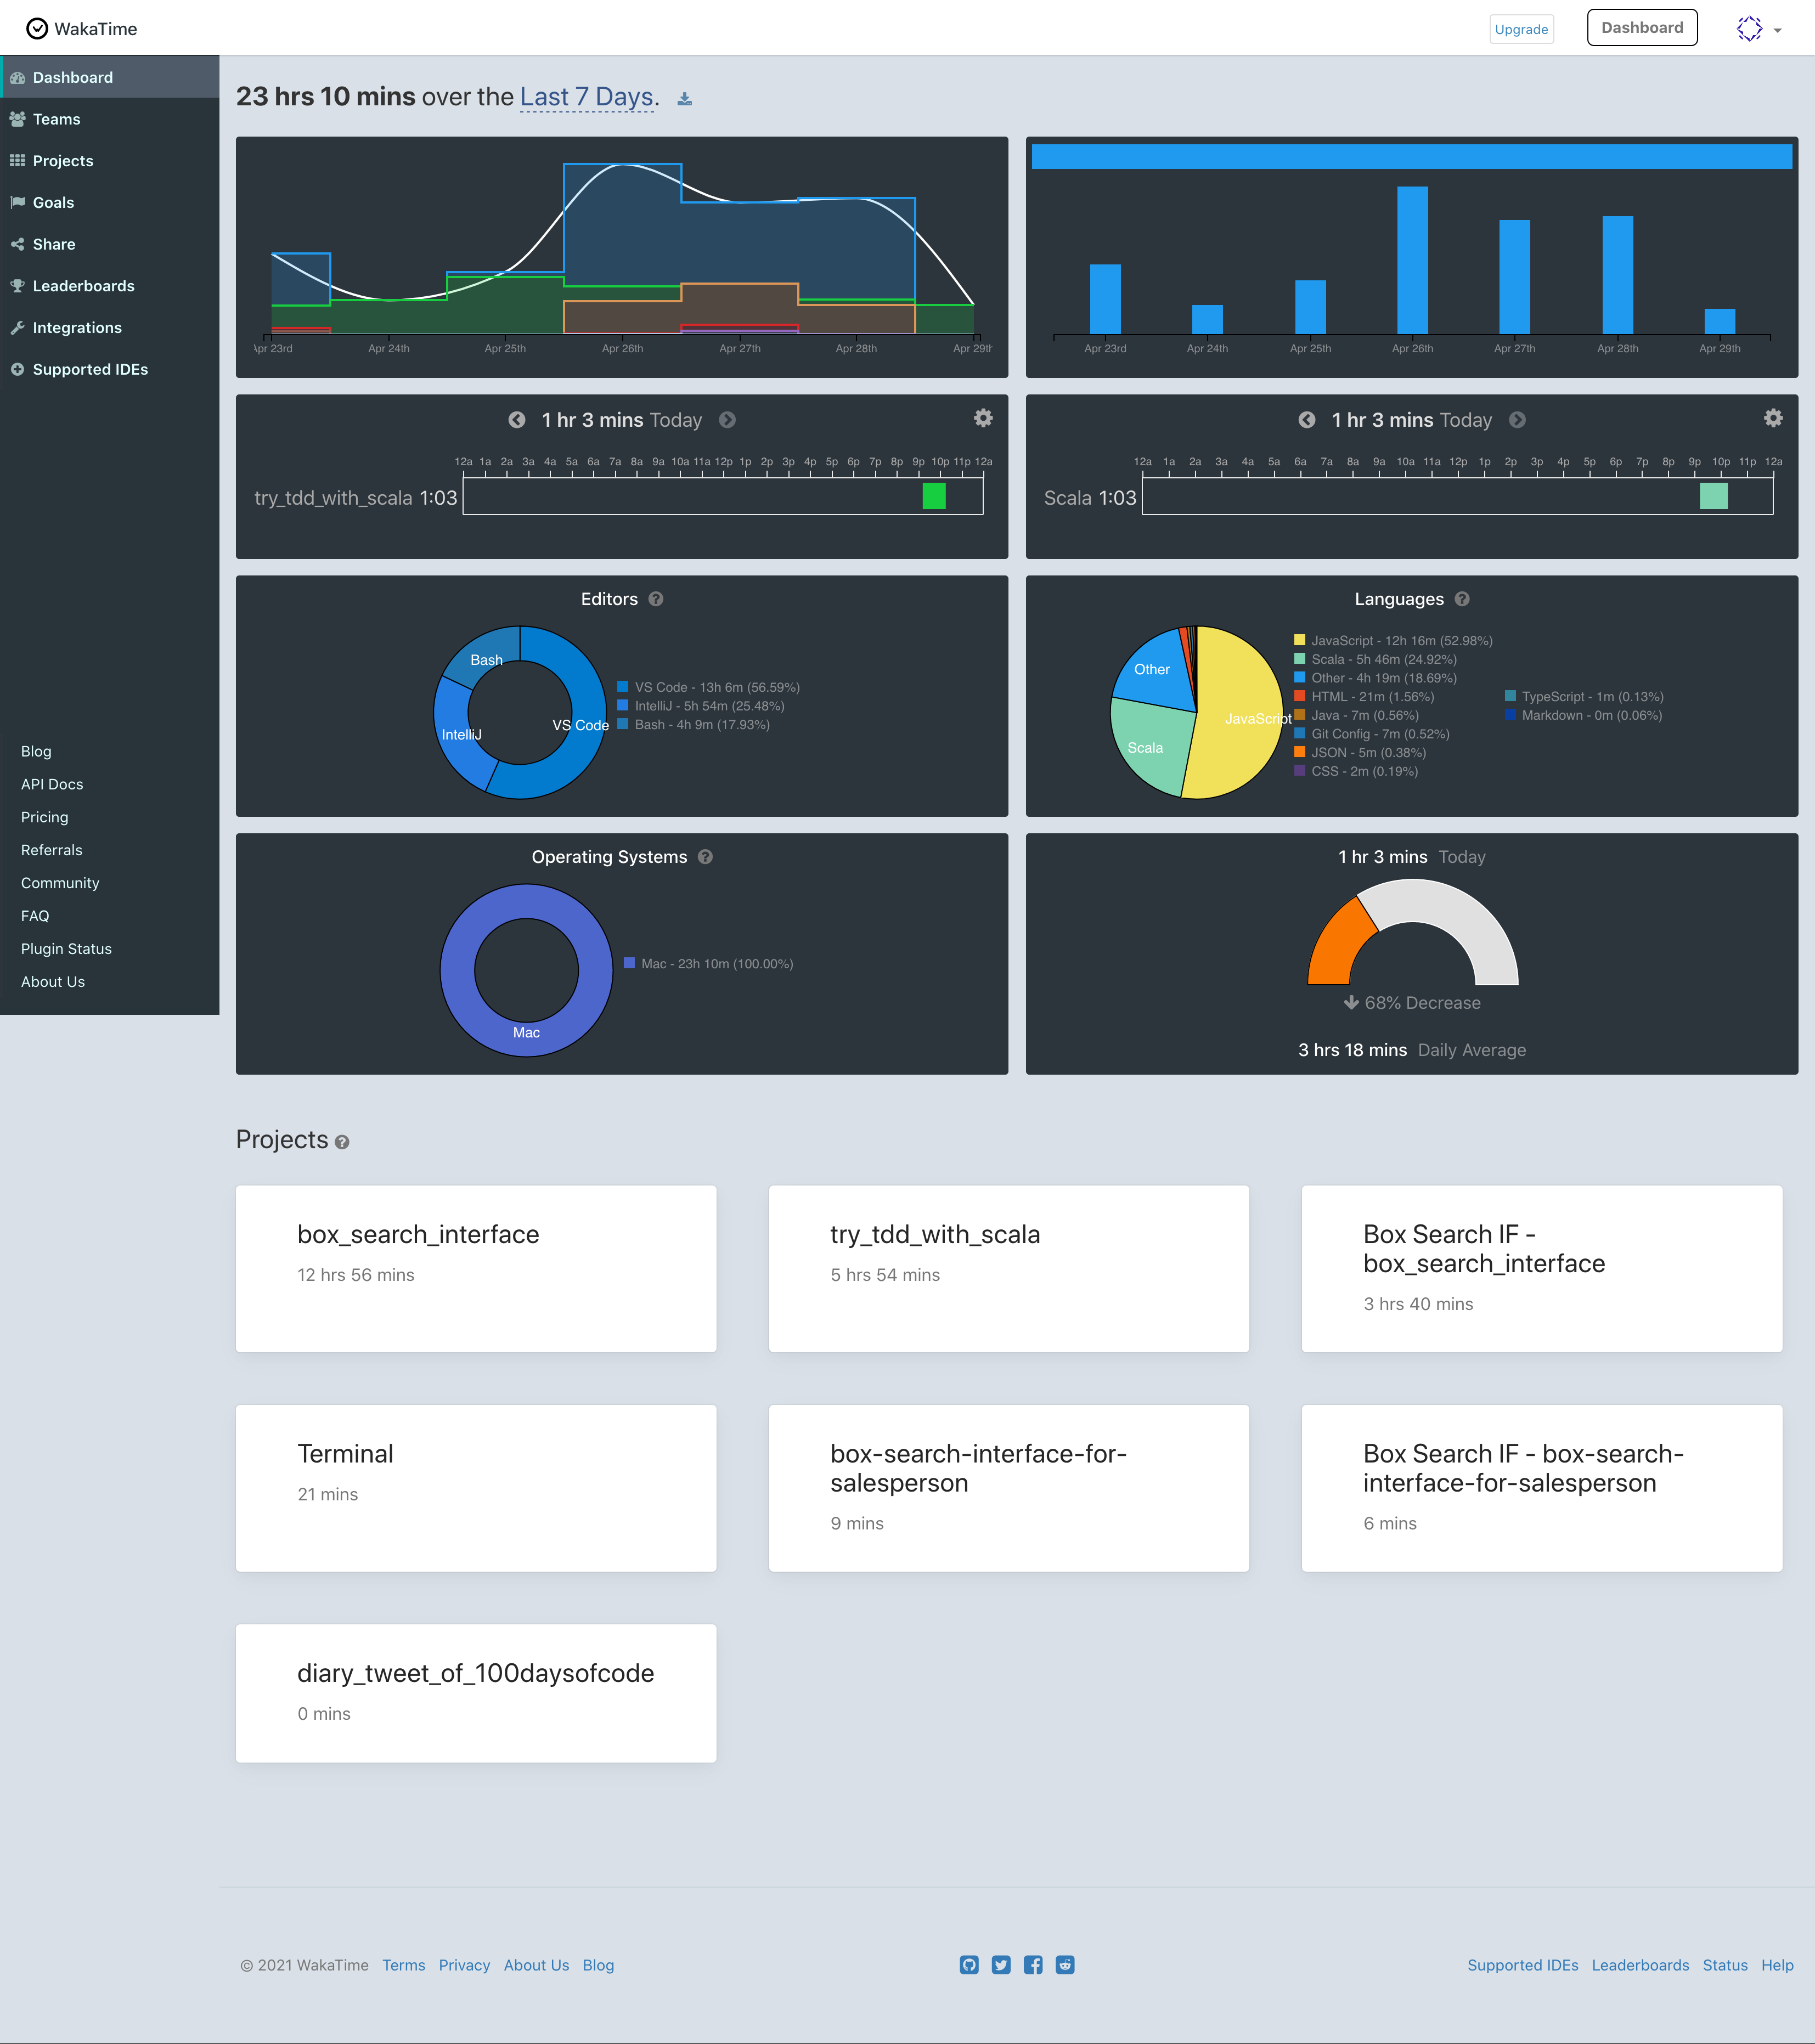 WakaTime
Upgrade
Dashboard
Dashboard
Teams
Projects
Goals
Share
Leaderboards
Integrations
Supported IDEs
Blog
API Docs
Pricing
Referrals
Community
FAQ
Plugin Status
About Us
23 hrs 10 mins over the Last 7 Days.
Apr 23rd Apr 24th Apr 25th Apr 26th Apr 27th Apr 28th Apr 29th
Apr 23rd Apr 24th Apr 25th Apr 26th Apr 27th Apr 28th Apr 29th
1 hr 3 mins Today
12a 1a 2a 3a 4a 5a 6a 7a 8a 9a 10a 11a 12p 1p 2p 3p 4p 5p 6p 7p 8p 9p 10p 11p 12a
try_tdd_with_scala 1:03
1 hr 3 mins Today
12a 1a 2a 3a 4a 5a 6a 7a 8a 9a 10a 11a 12p 1p 2p 3p 4p 5p 6p 7p 8p 9p 10p 11p 12a
Scala 1:03
Editors
Bash
VS Code
IntelliJ
VS Code - 13h 6m (56.59%)
IntelliJ - 5h 54m (25.48%)
Bash - 4h 9m (17.93%)
Languages
Other
JavaScript
Scala
JavaScript - 12h 16m (52.98%)
Scala - 5h 46m (24.92%)
Other - 4h 19m (18.69%)
HTML - 21m (1.56%)
Java - 7m (0.56%)
Git Config - 7m (0.52%)
JSON - 5m (0.38%)
CSS - 2m (0.19%)
TypeScript - 1m (0.13%)
Markdown - 0m (0.06%)
Operating Systems
Mac
Mac - 23h 10m (100.00%)
1 hr 3 mins Today
68% Decrease
3 hrs 18 mins Daily Average
Projects
box_search_interface
12 hrs 56 mins
try_tdd_with_scala
5 hrs 54 mins
Box Search IF -
box_search_interface
3 hrs 40 mins
Terminal
21 mins
box-search-interface-for-
salesperson
9 mins
Box Search IF - box-search-
interface-for-salesperson
6 mins
diary_tweet_of_100daysofcode
0 mins
© 2021 WakaTime Terms Privacy About Us Blog
Supported IDEs Leaderboards Status Help